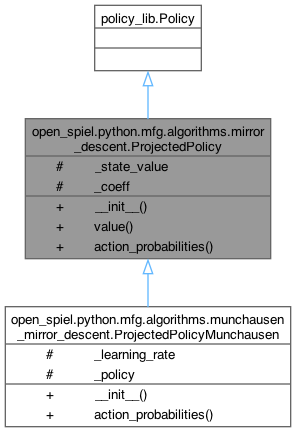 policy_lib.Policy
open_spiel.python.mfg.algorithms.mirror
_descent.ProjectedPolicy
# _state_value
# _coeff
+ __init__()
+ value()
+ action_probabilities()
open_spiel.python.mfg.algorithms.munchausen
_mirror_descent.ProjectedPolicyMunchausen
# _learning_rate
# _policy
+ __init__()
+ action_probabilities()